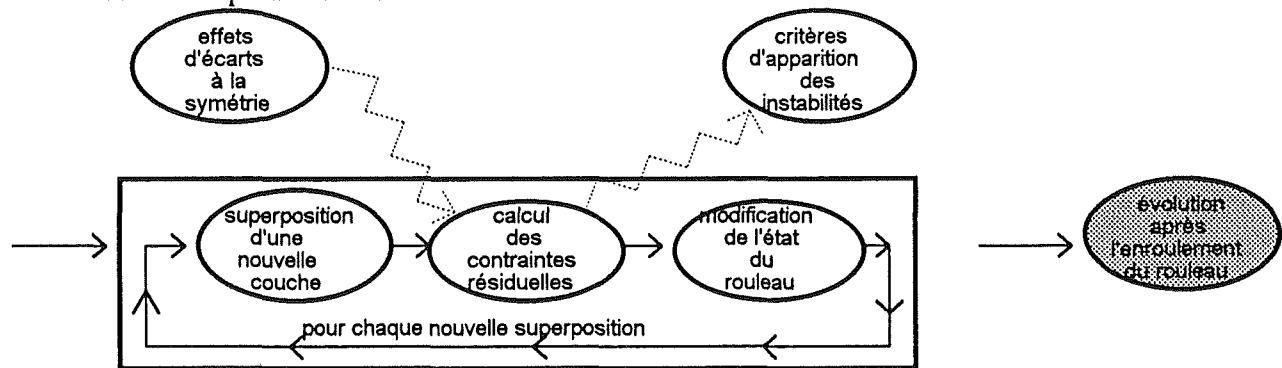 effets
d'écarts
à la
symétrie
critères
d'apparition
des
instabilités
superposition
d'une
nouvelle
couche
calcul
des
contraintes
résiduelles
modification
de l'état
du
rouleau
évolution
après
l'enroulement
du rouleau
pour chaque nouvelle superposition